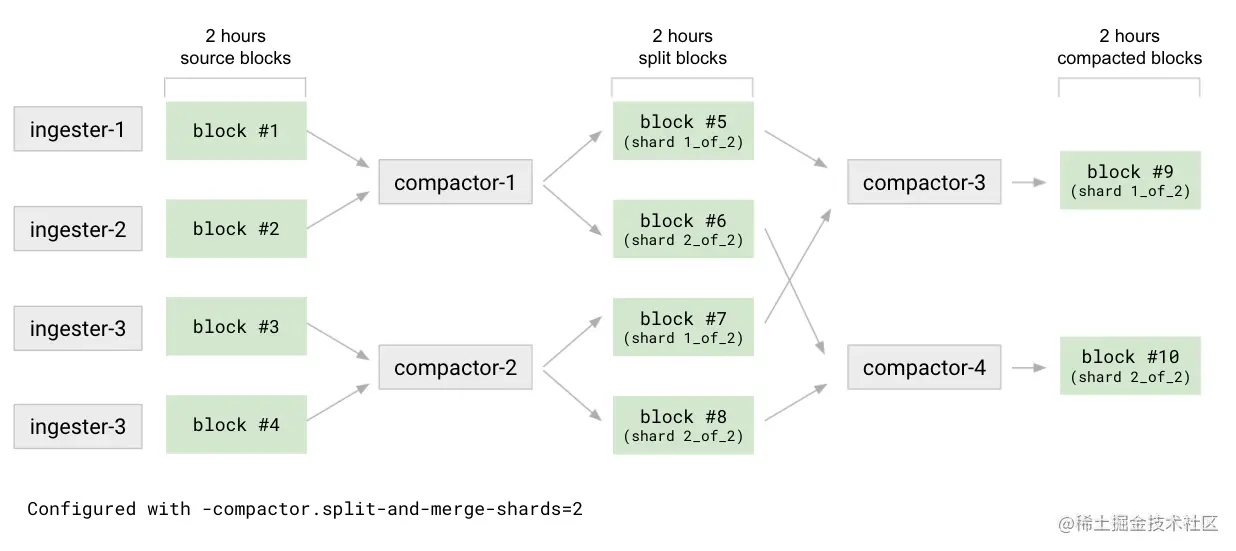 2 hours
source blocks
2 hours
split blocks
2 hours
compacted blocks
ingester-1
block #1
block #5
(shard 1_of_2)
compactor-1
compactor-3
block #9
(shard 1_of_2)
ingester-2
block #2
block #6
(shard 2_of_2)
ingester-3
block #3
block #7
(shard 1_of_2)
compactor-2
compactor-4
block #10
(shard 2_of_2)
ingester-3
block #4
block #8
(shard 2_of_2)
Configured with -compactor.split-and-merge-shards=2
@稀土掘金技术社区